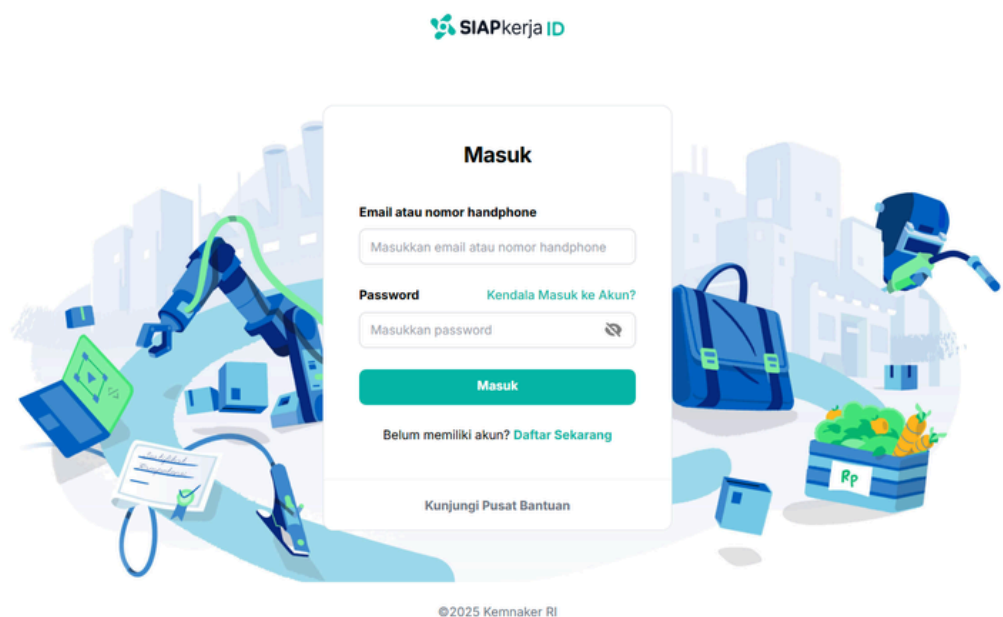 SIAPkerja ID
Masuk
Email atau nomor handphone
Masukkan email atau nomor handphone
Password Kendala Masuk ke Akun?
Masukkan password
Masuk
Belum memiliki akun? Daftar Sekarang
Rp
Kunjungi Pusat Bantuan
©2025 Kemnaker RI